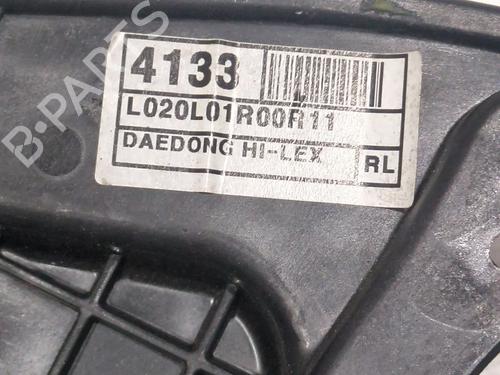 4133
L020L01R00R11
DAEDONG HI-LEX
RL
B-PARTS